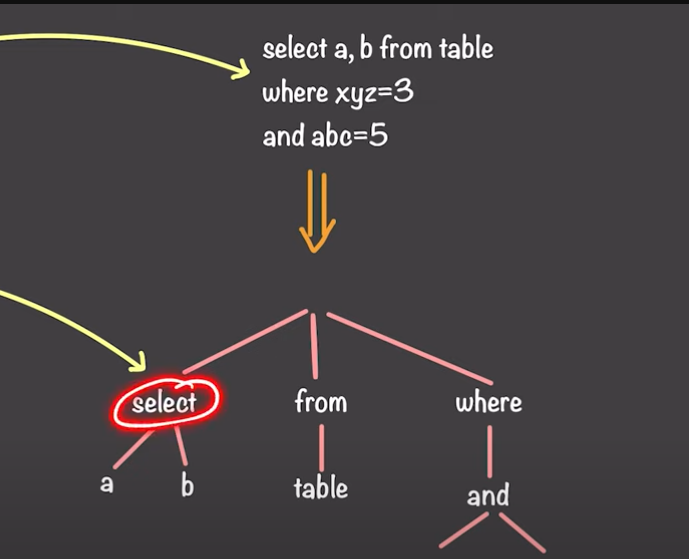 select a, b from table
where xyz=3
and abc=5
select from where
a b table and